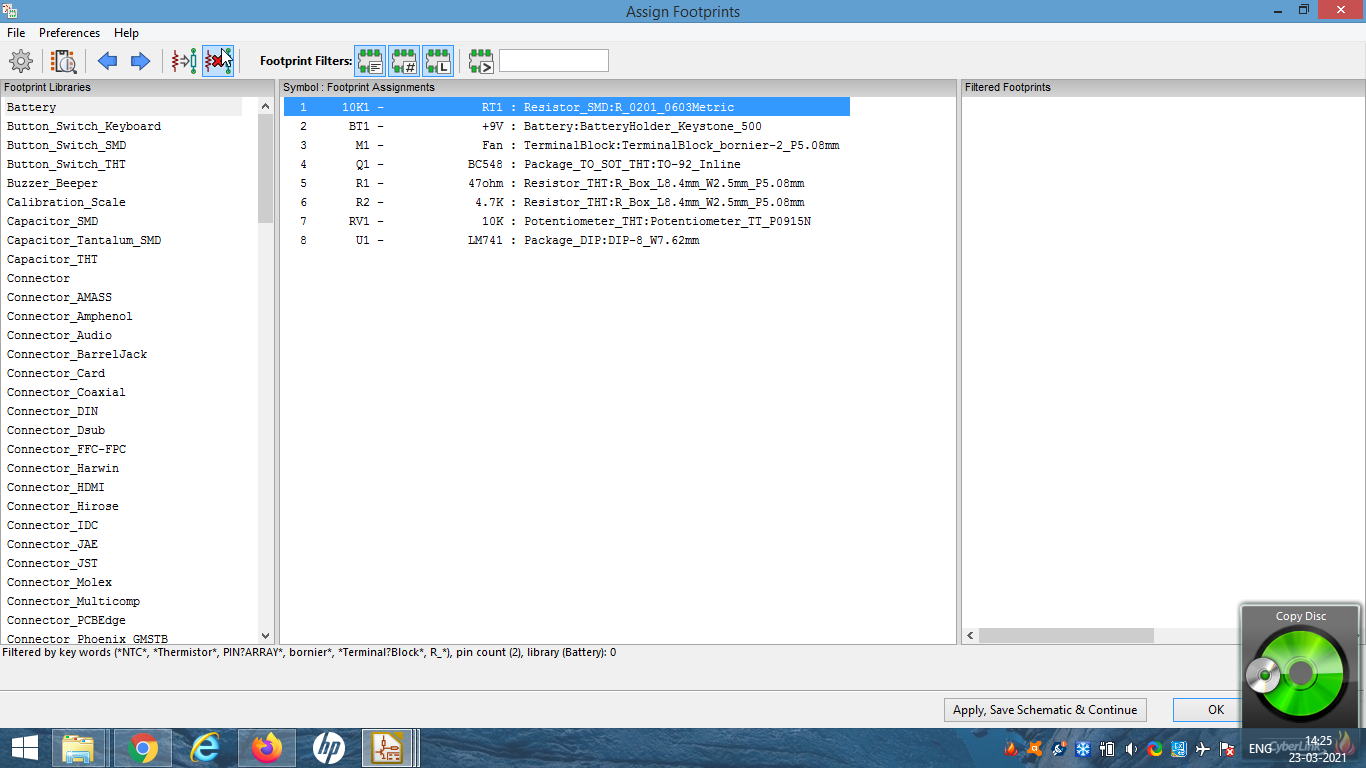 Assign Footprints
File Preferences Help
Footprint Filters:
Footprint Libraries
Battery
Button_Switch_Keyboard
Button_Switch_SMD
Button_Switch_THT
Buzzer_Beeper
Calibration_Scale
Capacitor_SMD
Capacitor_Tantalum_SMD
Capacitor_THT
Connector
Connector_AMASS
Connector_Amphenol
Connector_Audio
Connector_BarrelJack
Connector_Card
Connector_Coaxial
Connector_DIN
Connector_Dsub
Connector_FFC-FPC
Connector_Harwin
Connector_HDMI
Connector_Hirose
Connector_IDC
Connector_JAE
Connector_JST
Connector_Molex
Connector_Multicomp
Connector_PCBEdge
Connector_Phoenix_GMSTB
Symbol : Footprint Assignments
1 10K1 - RT1 : Resistor_SMD:R_0201_0603Metric
2 BT1 - +9V : Battery:BatteryHolder_Keystone_500
3 M1 - Fan : TerminalBlock:TerminalBlock_bornier-2_P5.08mm
4 Q1 - BC548 : Package_TO_SOT_THT:TO-92_Inline
5 R1 - 47ohm : Resistor_THT:R_Box_L8.4mm_W2.5mm_P5.08mm
6 R2 - 4.7K : Resistor_THT:R_Box_L8.4mm_W2.5mm_P5.08mm
7 RV1 - 10K : Potentiometer_THT:Potentiometer_TT_P0915N
8 U1 - LM741 : Package_DIP:DIP-8_W7.62mm
Filtered Footprints
Filtered by key words (*NTC*, *Thermistor*, PIN?ARRAY*, bornier*, *Terminal?Block*, R_*), pin count (2), library (Battery): 0
Apply, Save Schematic & Continue
OK
Copy Disc
CyberLink
ENG
14:25
23-03-2021